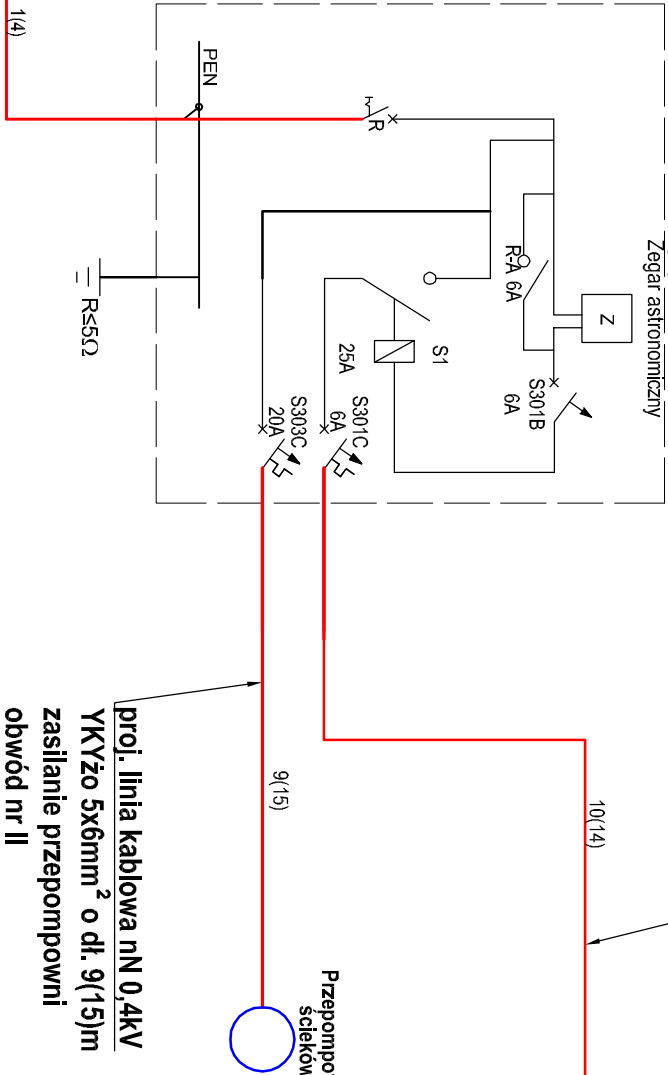 1(4)
PEN
R
R≤5Ω
Zegar astronomiczny
Z
R-A 6A
S301B
6A
S1
25A
S301C
6A
S303C
20A
9(15)
10(14)
proj. linia kablowa nN 0,4kV
YKYżo 5x6mm² o dł. 9(15)m
zasilanie przepompowni
obwód nr II
ścieków